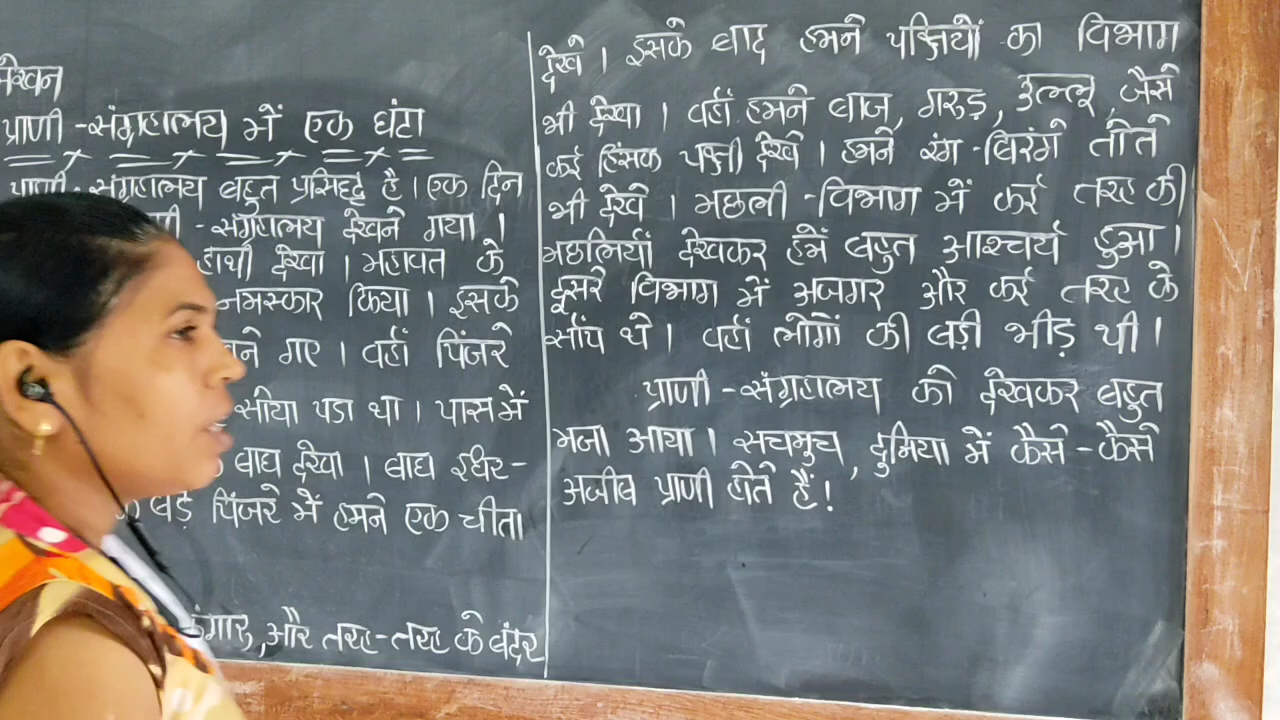 प्राणी-संग्रहालय में एक घंटा
प्राणी-संग्रहालय बहुत प्रसिद्ध है । एक दिन
-संग्रहालय देखने गया ।
हाथी देखा । महावत के
नमस्कार किया । इसके
गए । वहाँ पिंजरे
सोया पडा था । पास में
बाघ देखा । बाघ इधर-
बड़े पिंजरे में हमने एक चीता
,और तरह-तरह के बंदर
देखे । इसके बाद हमने पक्षियों का विभाग
भी देखा । वहाँ हमने बाज, गरुड़, उल्लू, जैसे
कई हिंसक पक्षी देखे । हमने रंग-बिरंगे तोते
भी देखे । मछली-विभाग में कई तरह की
मछलियाँ देखकर हमें बहुत आश्चर्य हुआ ।
दूसरे विभाग में अजगर और कई तरह के
साँप थे । वहाँ लोगों की बड़ी भीड़ थी ।
प्राणी-संग्रहालय को देखकर बहुत
मजा आया । सचमुच, दुनिया में कैसे-कैसे
अजीब प्राणी होते हैं!